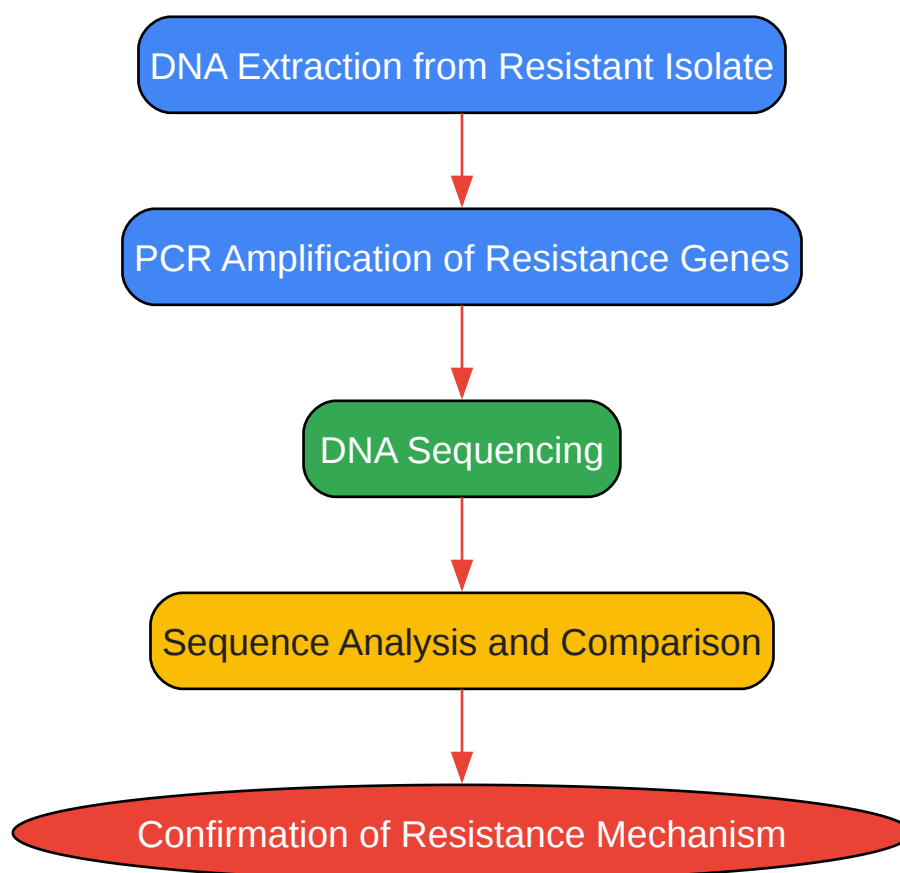 DNA Extraction from Resistant Isolate
PCR Amplification of Resistance Genes
DNA Sequencing
Sequence Analysis and Comparison
Confirmation of Resistance Mechanism